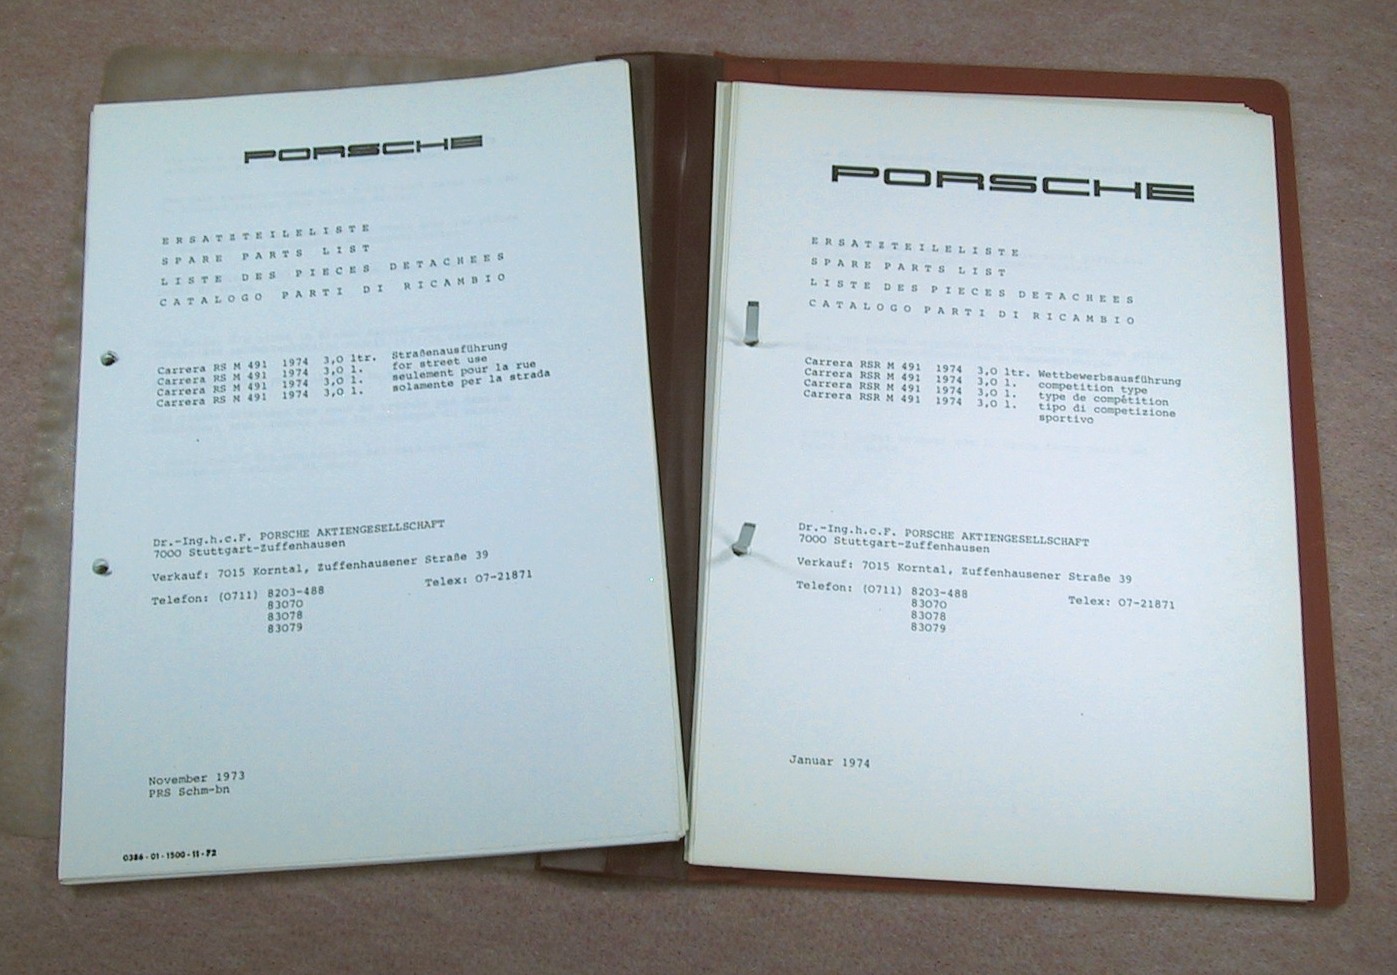 PORSCHE
ERSATZTEILELISTE
SPARE PARTS LIST
LISTE DES PIECES DETACHEES
CATALOGO PARTI DI RICAMBIO
Carrera RS M 491 1974 3,0 ltr. Straßenausführung
Carrera RS M 491 1974 3,0 l. for street use
Carrera RS M 491 1974 3,0 l. seulement pour la rue
Carrera RS M 491 1974 3,0 l. solamente per la strada
Dr.-Ing.h.c.F. PORSCHE AKTIENGESELLSCHAFT
7000 Stuttgart-Zuffenhausen
Verkauf: 7015 Korntal, Zuffenhausener Straße 39
Telefon: (0711) 8203-488 Telex: 07-21871
83070
83078
83079
November 1973
PRS Schm-bn
0386-01-1500-11-72
PORSCHE
ERSATZTEILELISTE
SPARE PARTS LIST
LISTE DES PIECES DETACHEES
CATALOGO PARTI DI RICAMBIO
Carrera RSR M 491 1974 3,0 ltr. Wettbewerbsausführung
Carrera RSR M 491 1974 3,0 l. competition type
Carrera RSR M 491 1974 3,0 l. type de compêtition
Carrera RSR M 491 1974 3,0 l. tipo di competizione
sportivo
Dr.-Ing.h.c.F. PORSCHE AKTIENGESELLSCHAFT
7000 Stuttgart-Zuffenhausen
Verkauf: 7015 Korntal, Zuffenhausener Straße 39
Telefon: (0711) 8203-488 Telex: 07-21871
83070
83078
83079
Januar 1974